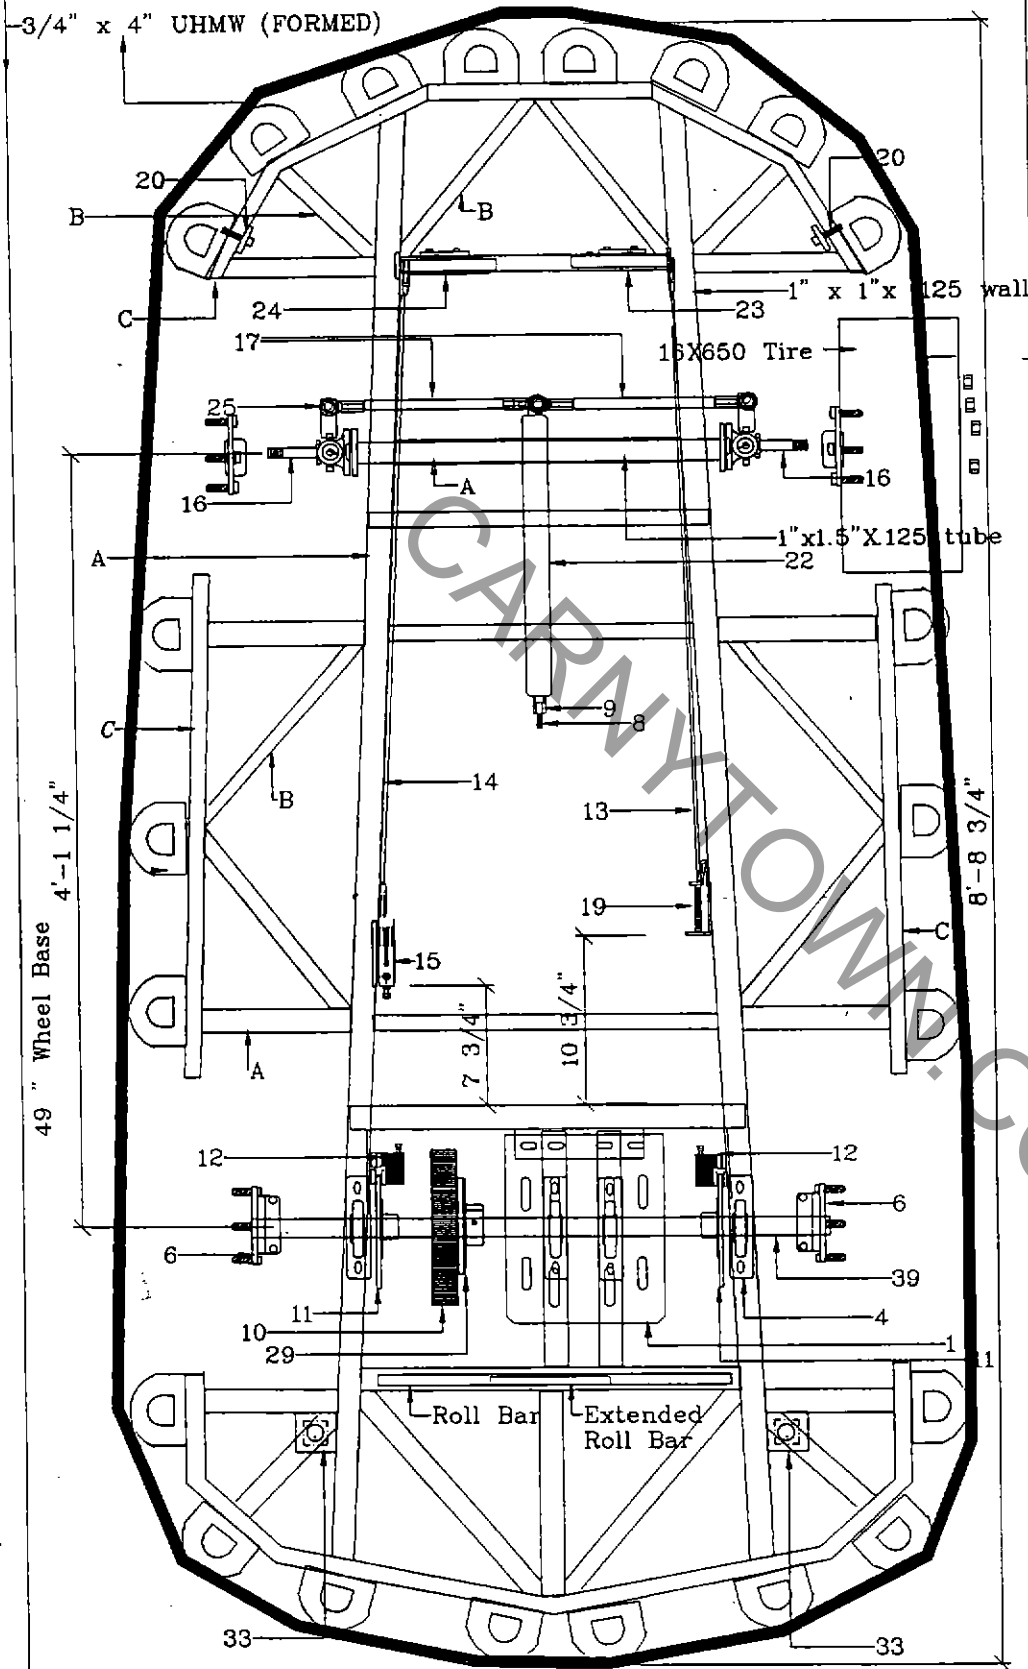 3/4" x 4" UHMW (FORMED)
20
20
B
B
C
24
23
1" x 1"x .125 wall
17
16X650 Tire
25
16
A
16
A
1"x1.5"X.125 tube
22
9
8
C
B
14
13
4'-1 1/4"
8'-8 3/4"
19
C
15
49 " Wheel Base
7 3/4"
10 3/4"
A
12
12
6
6
39
11
10
4
29
1
11
Roll Bar
Extended
Roll Bar
33
33
CARNYTOWN.CO